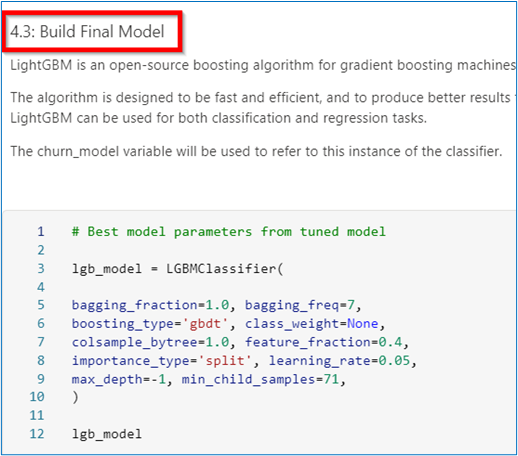 4.3: Build Final Model
LightGBM is an open-source boosting algorithm for gradient boosting machines
The algorithm is designed to be fast and efficient, and to produce better results
LightGBM can be used for both classification and regression tasks.
The churn_model variable will be used to refer to this instance of the classifier.
1 # Best model parameters from tuned model
2
3 lgb_model = LGBMClassifier(
4
5 bagging_fraction=1.0, bagging_freq=7,
6 boosting_type='gbdt', class_weight=None,
7 colsample_bytree=1.0, feature_fraction=0.4,
8 importance_type='split', learning_rate=0.05,
9 max_depth=-1, min_child_samples=71,
10 )
11
12 lgb_model